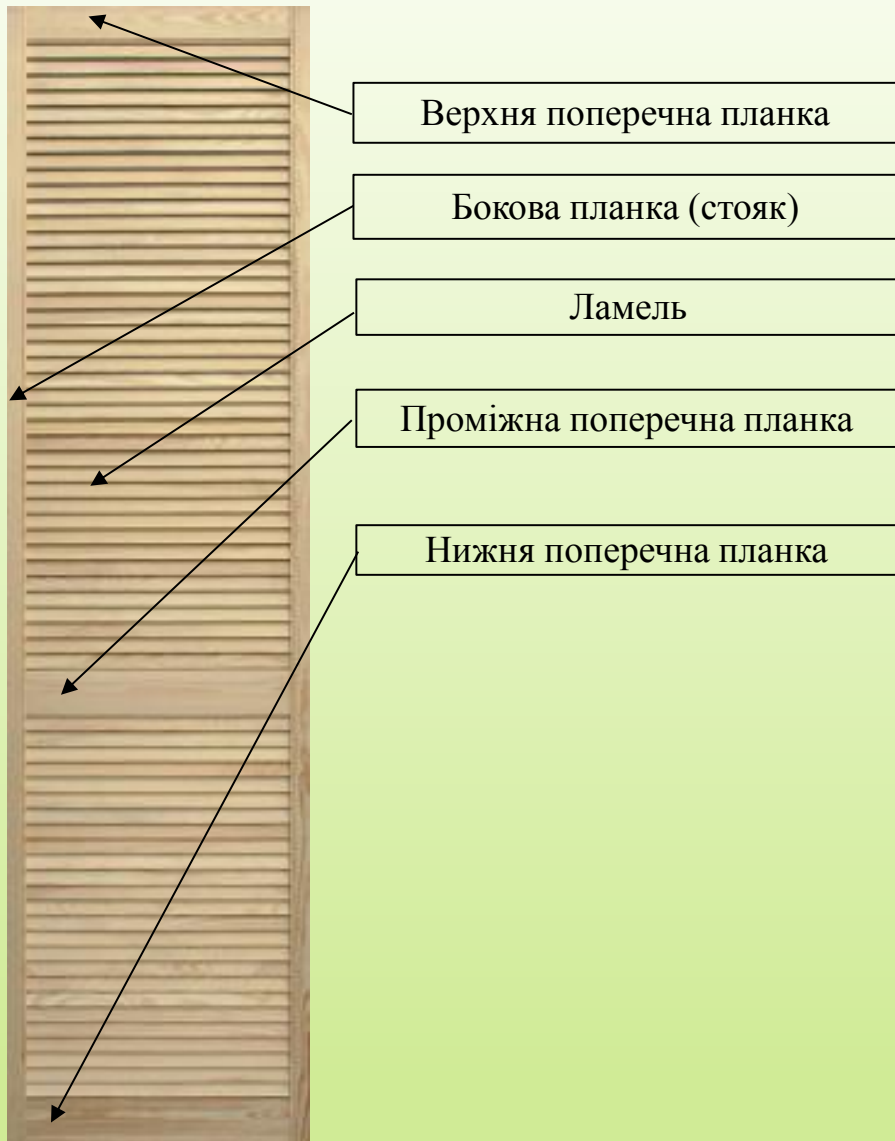 Верхня поперечна планка
Бокова планка (стояк)
Ламель
Проміжна поперечна планка
Нижня поперечна планка